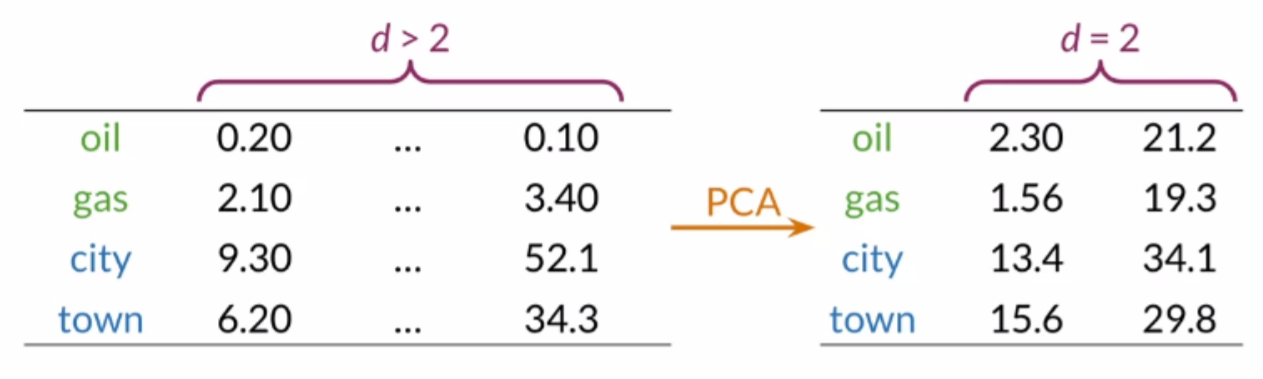 d > 2 d = 2
oil 0.20 ... 0.10 oil 2.30 21.2
gas 2.10 ... 3.40 PCA gas 1.56 19.3
city 9.30 ... 52.1 city 13.4 34.1
town 6.20 ... 34.3 town 15.6 29.8